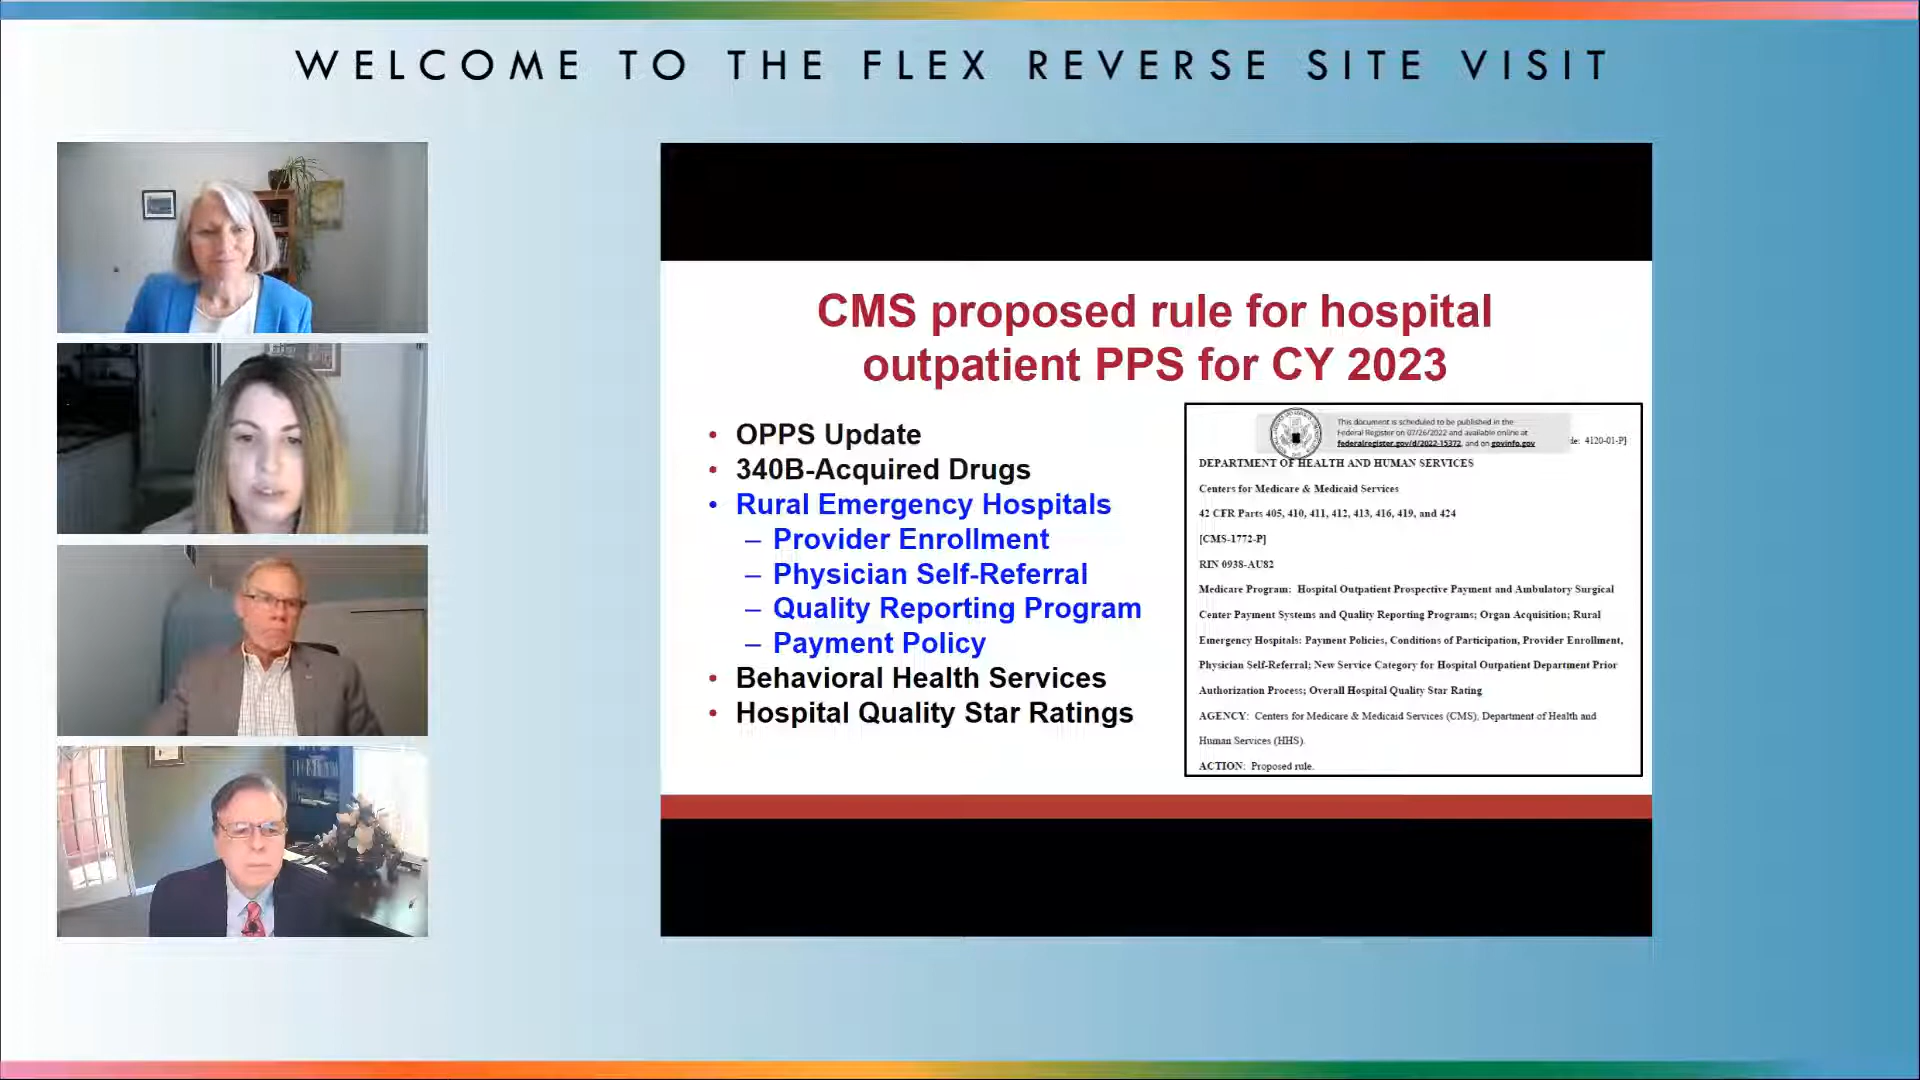 WELCOME TO THE FLEX REVERSE SITE VISIT
CMS proposed rule for hospital
outpatient PPS for CY 2023
• OPPS Update
• 340B-Acquired Drugs
• Rural Emergency Hospitals
– Provider Enrollment
– Physician Self-Referral
– Quality Reporting Program
– Payment Policy
• Behavioral Health Services
• Hospital Quality Star Ratings
This document is scheduled to be published in the
Federal Register on 07/26/2022 and available online at
federalregister.gov/d/2022-15372, and on govinfo.gov
de: 4120-01-P]
DEPARTMENT OF HEALTH AND HUMAN SERVICES
Centers for Medicare & Medicaid Services
42 CFR Parts 405, 410, 411, 412, 413, 416, 419, and 424
[CMS-1772-P]
RIN 0938-AU82
Medicare Program: Hospital Outpatient Prospective Payment and Ambulatory Surgical
Center Payment Systems and Quality Reporting Programs; Organ Acquisition; Rural
Emergency Hospitals: Payment Policies, Conditions of Participation, Provider Enrollment,
Physician Self-Referral; New Service Category for Hospital Outpatient Department Prior
Authorization Process; Overall Hospital Quality Star Rating
AGENCY: Centers for Medicare & Medicaid Services (CMS), Department of Health and
Human Services (HHS).
ACTION: Proposed rule.